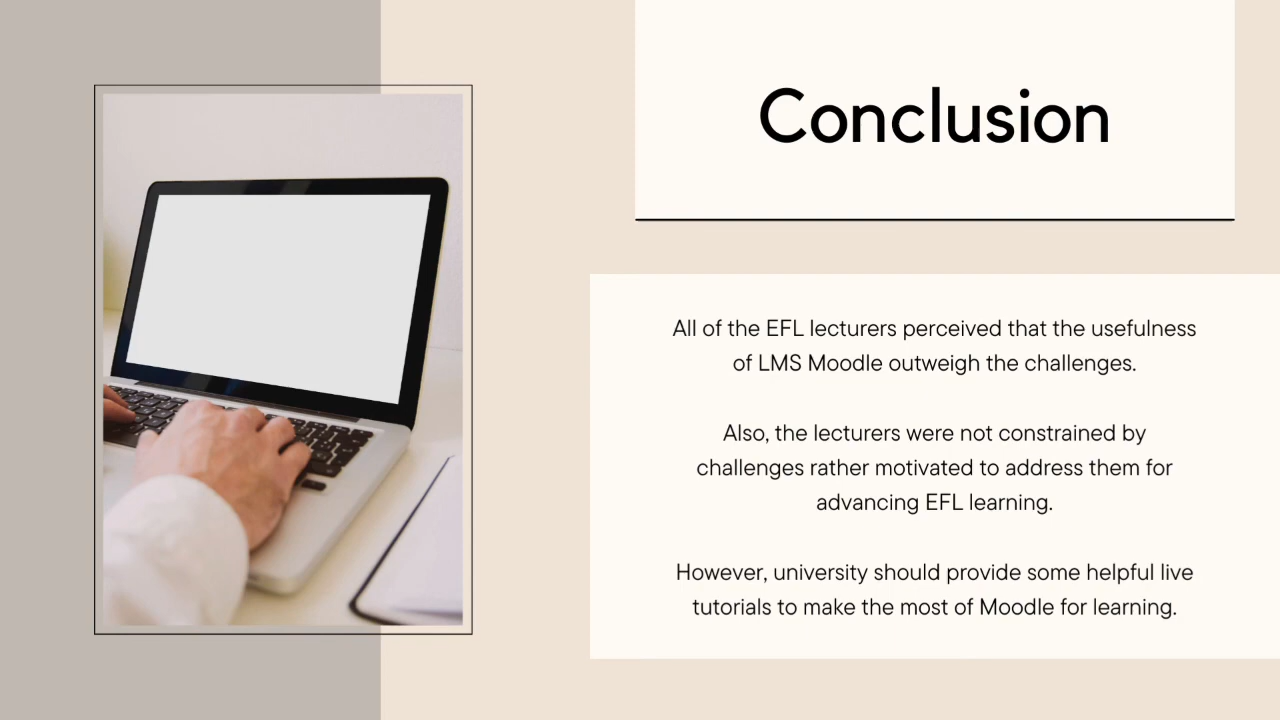 Conclusion
All of the EFL lecturers perceived that the usefulness
of LMS Moodle outweigh the challenges.
Also, the lecturers were not constrained by
challenges rather motivated to address them for
advancing EFL learning.
However, university should provide some helpful live
tutorials to make the most of Moodle for learning.